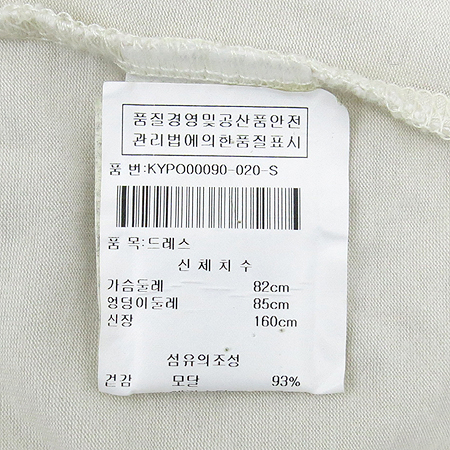 품질경영및공산품안전
관리법에의한품질표시
품 번:KYPO00090-020-S
품 목:드레스
신 체 치 수
가슴둘레 82cm
엉덩이둘레 85cm
신장 160cm
섬유의조성
겉감 모달 93%